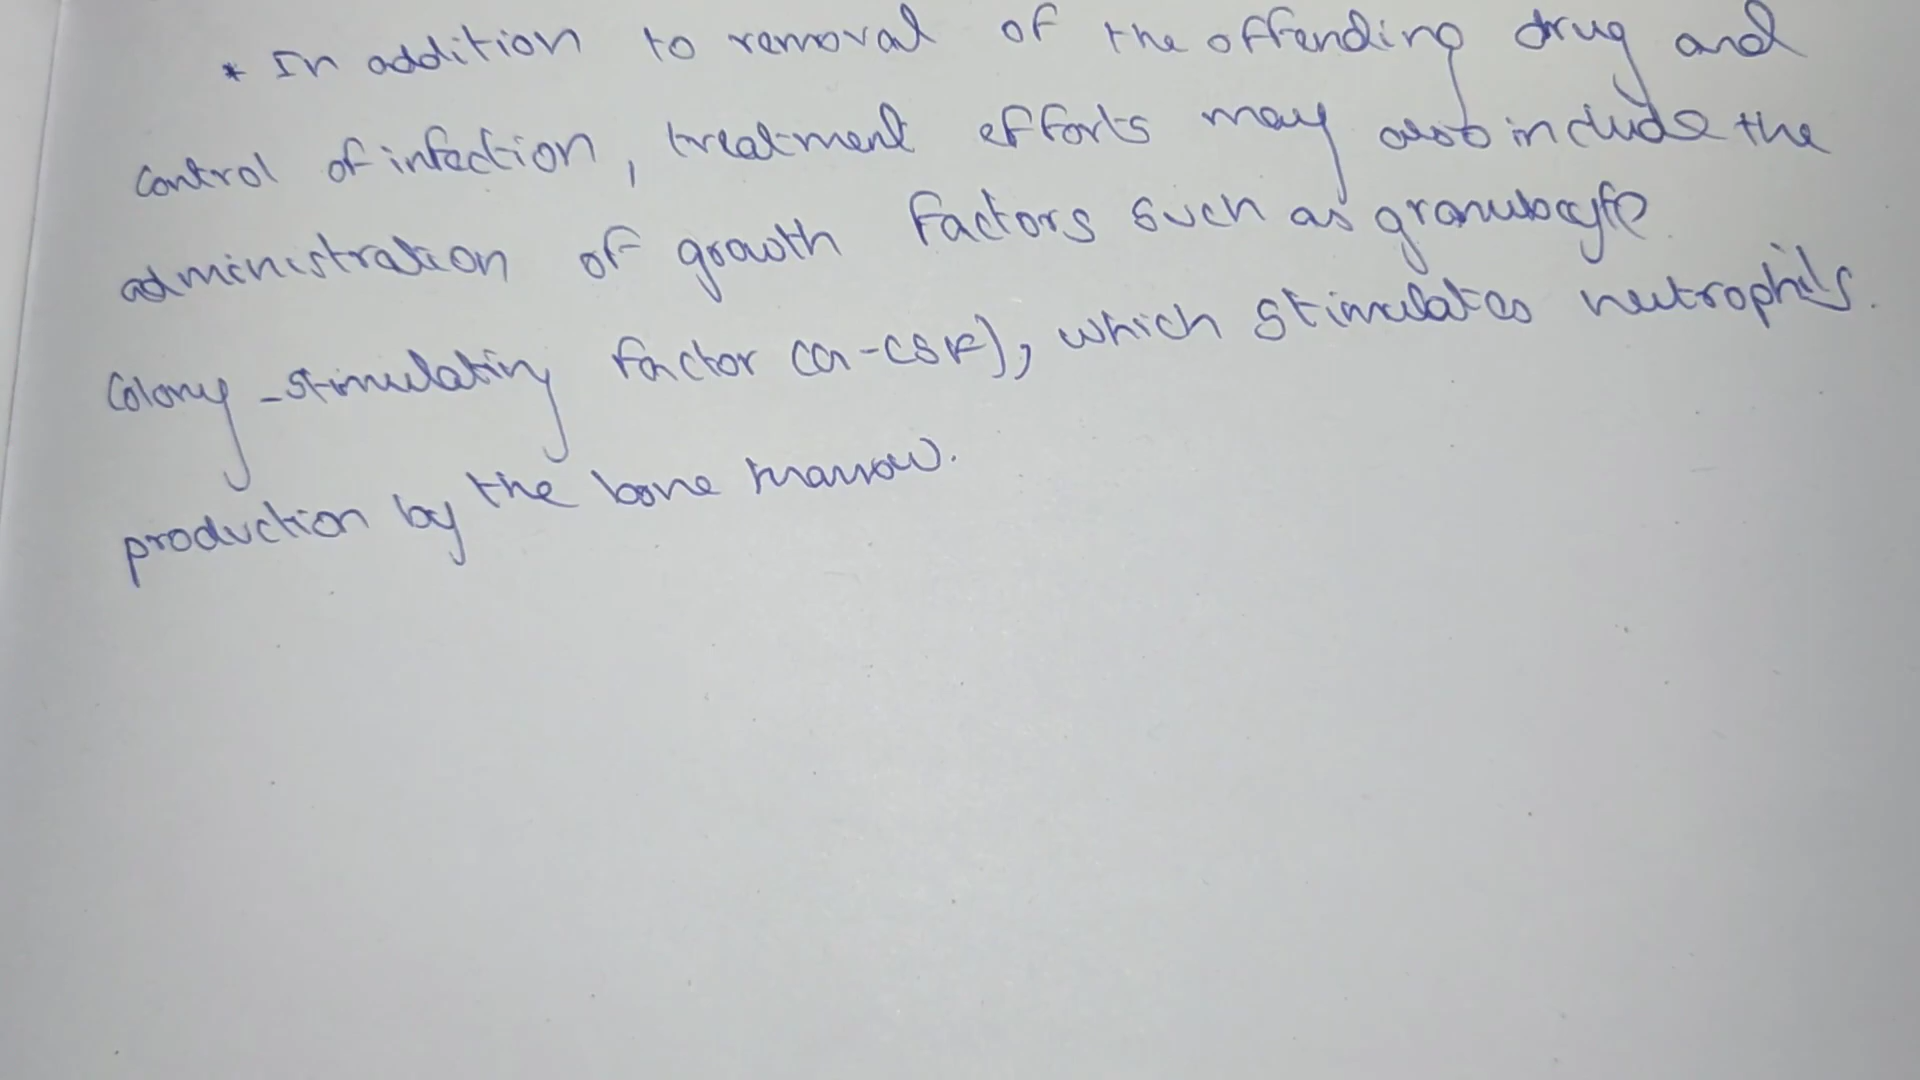 * In addition to removal of the offending drug and
control of infection, treatment efforts may also include the
administration of growth factors such as granulocyte
Colony-stimulating factor (G-CSF), which stimulates neutrophils.
production by the bone marrow.